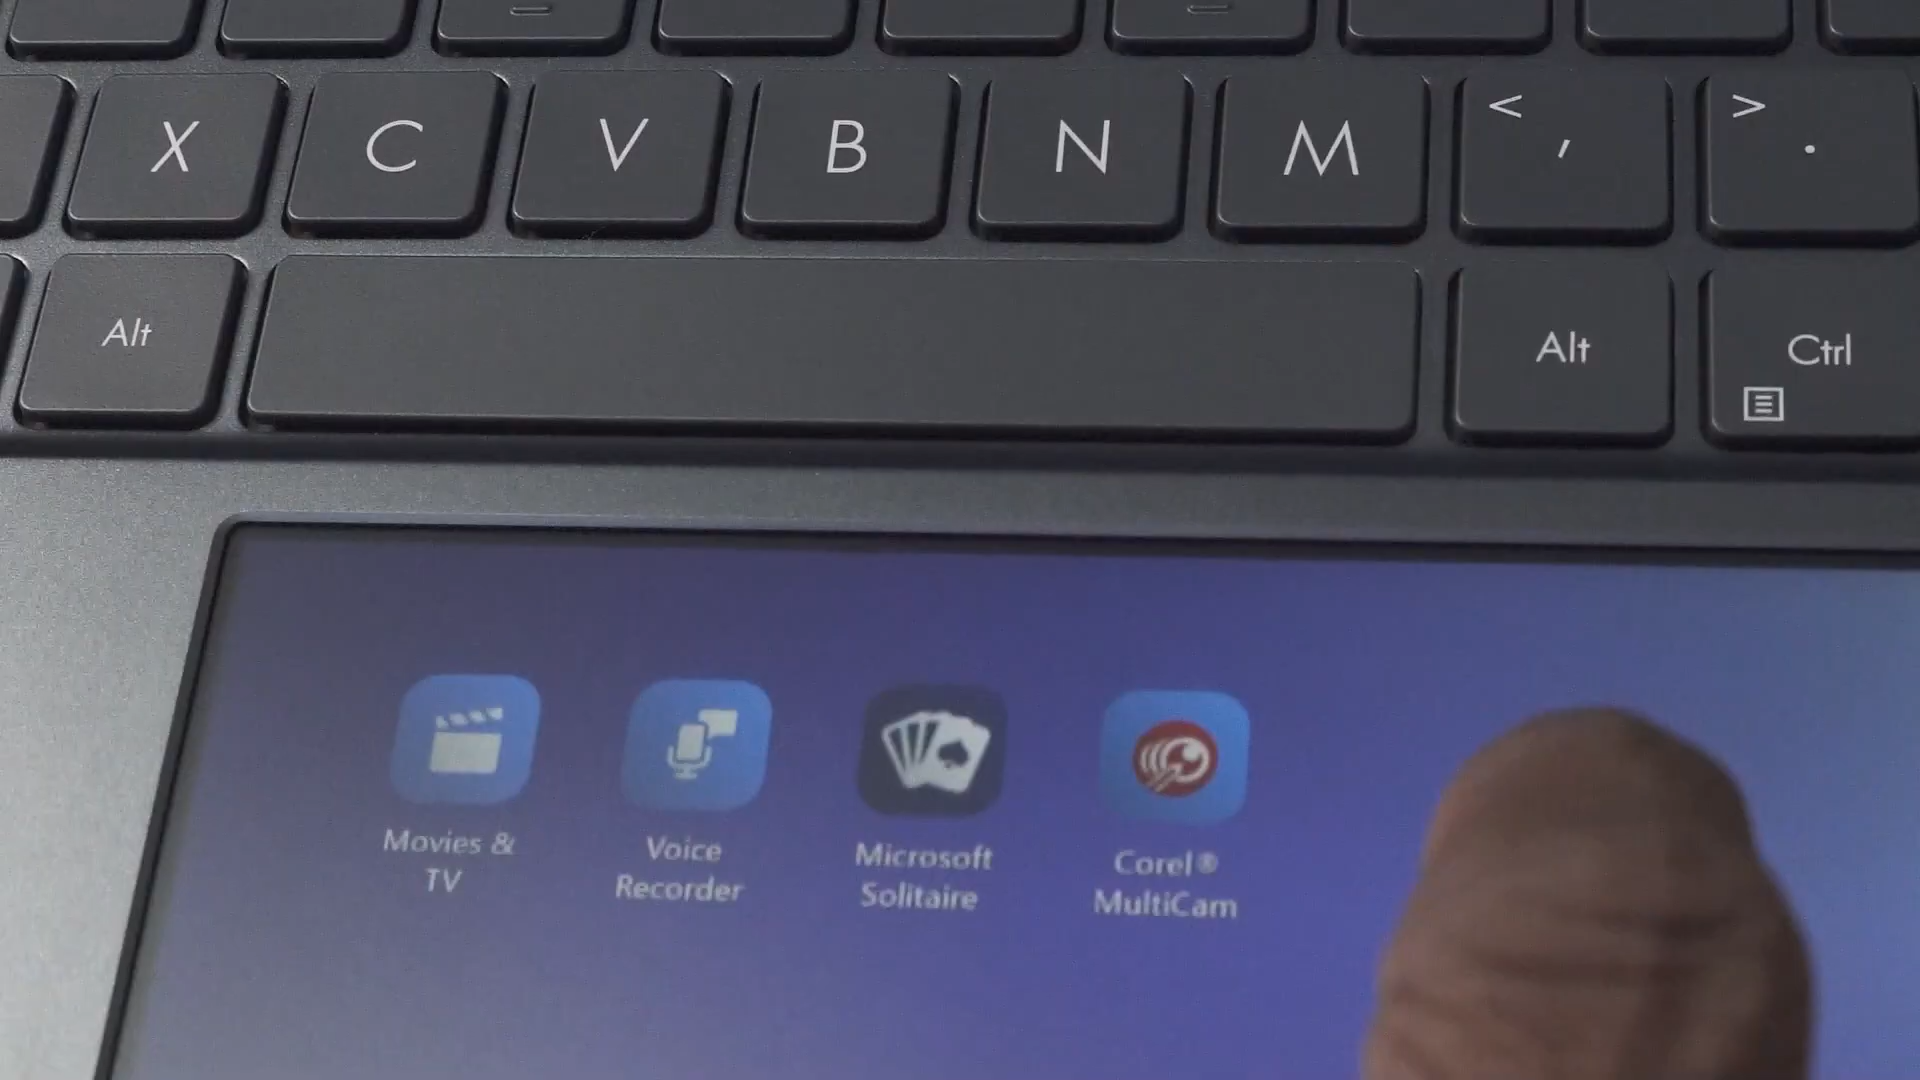 X C V B N M < , > .
Alt Alt Ctrl
Movies &
TV
Voice
Recorder
Microsoft
Solitaire
Corel®
MultiCam